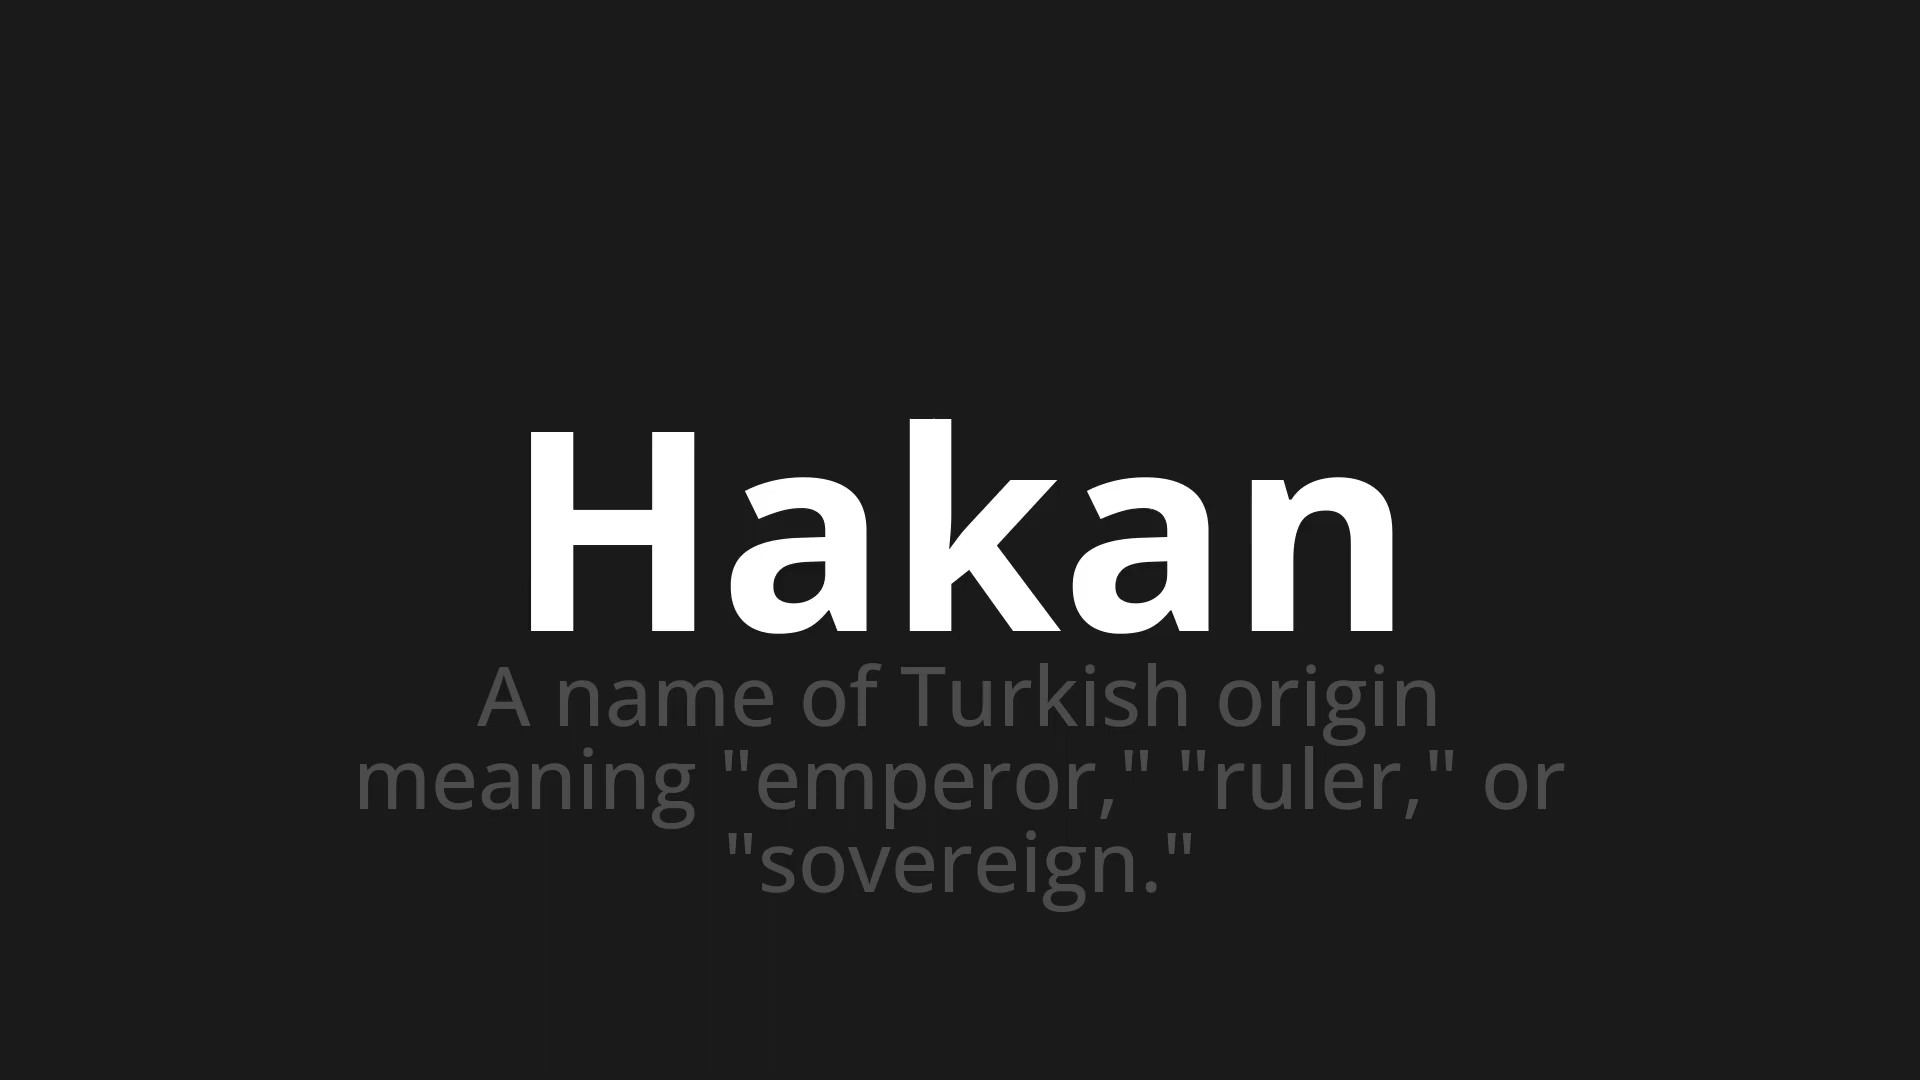 Hakan
A name of Turkish origin
meaning "emperor," "ruler," or
"sovereign."